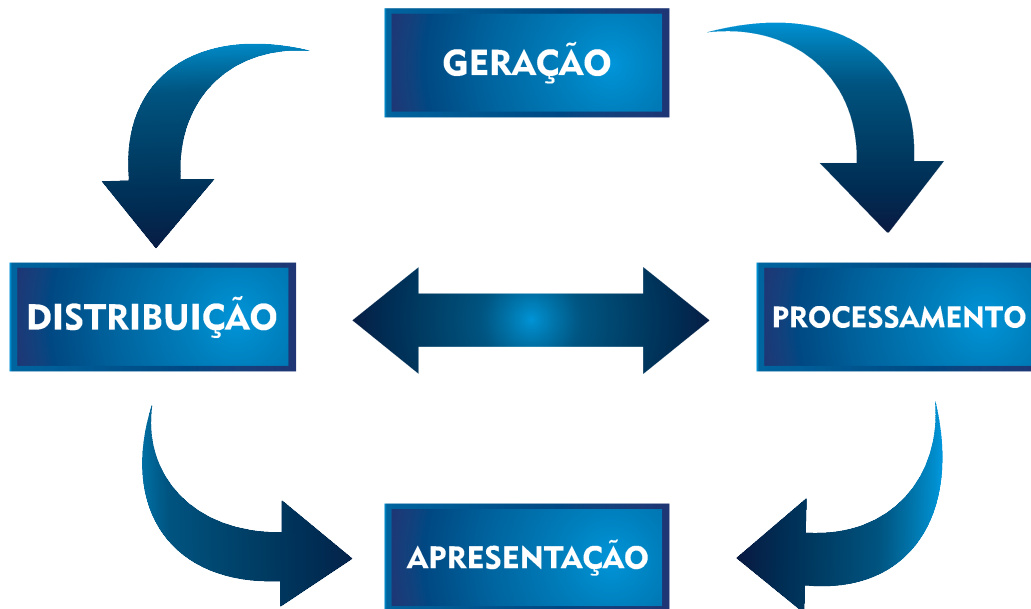 GERAÇÃO
DISTRIBUIÇÃO
PROCESSAMENTO
APRESENTAÇÃO